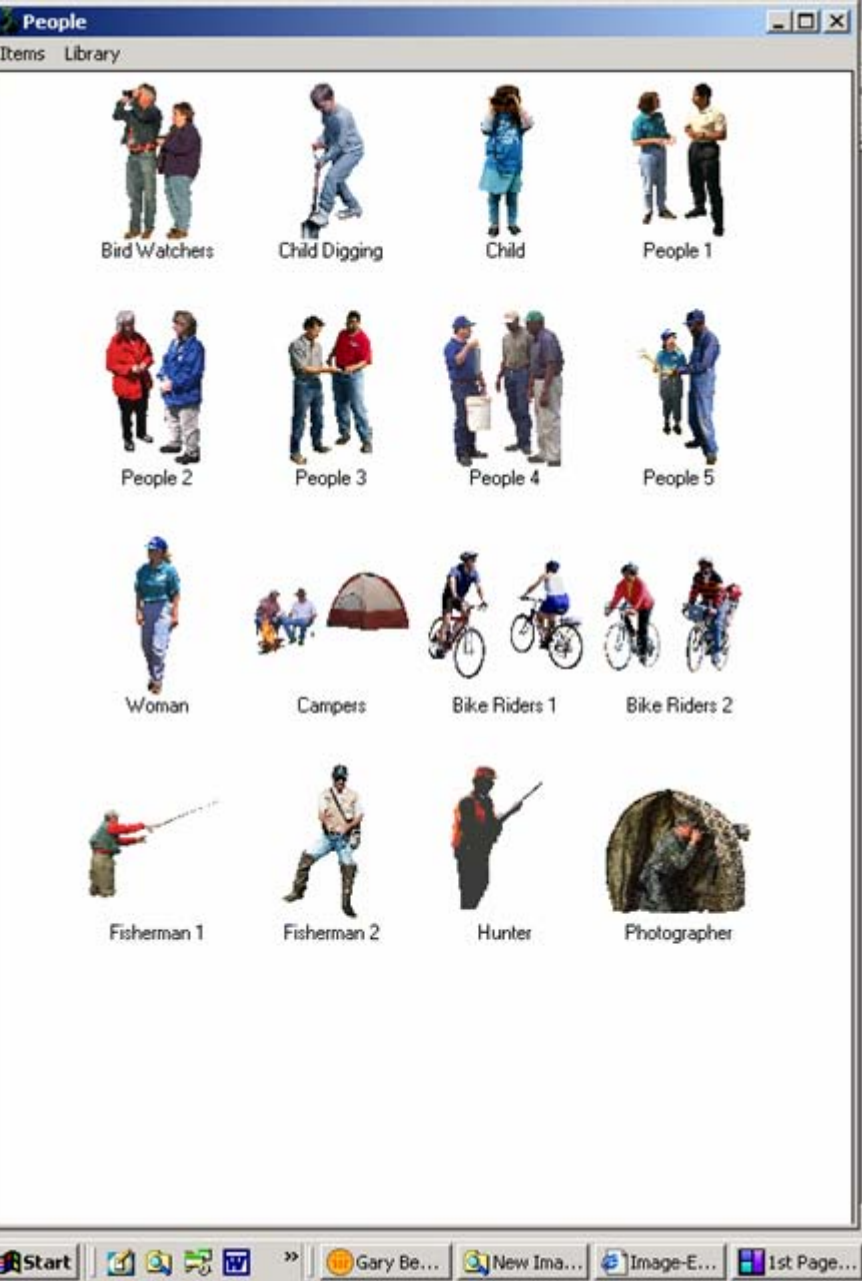 People
Items Library
Bird Watchers Child Digging Child People 1
People 2 People 3 People 4 People 5
Woman Campers Bike Riders 1 Bike Riders 2
Fisherman 1 Fisherman 2 Hunter Photographer
Start » Gary Be... New Ima... Image-E... 1st Page...